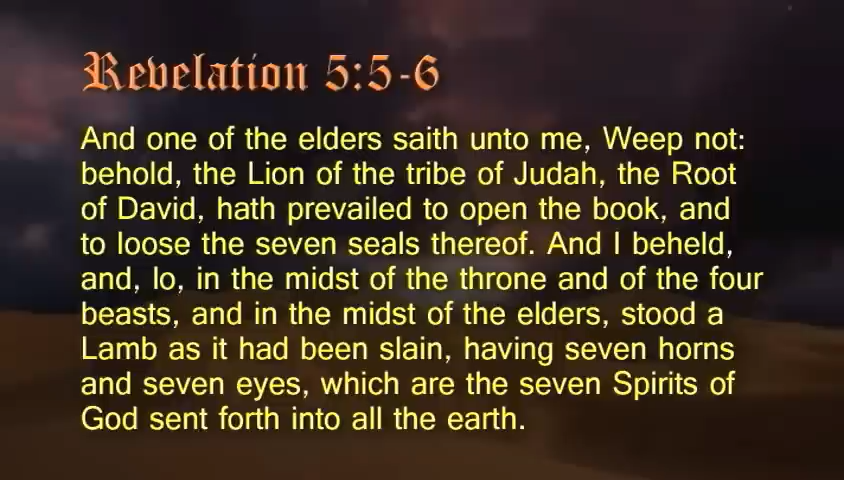 Revelation 5:5-6
And one of the elders saith unto me, Weep not:
behold, the Lion of the tribe of Judah, the Root
of David, hath prevailed to open the book, and
to loose the seven seals thereof. And I beheld,
and, lo, in the midst of the throne and of the four
beasts, and in the midst of the elders, stood a
Lamb as it had been slain, having seven horns
and seven eyes, which are the seven Spirits of
God sent forth into all the earth.